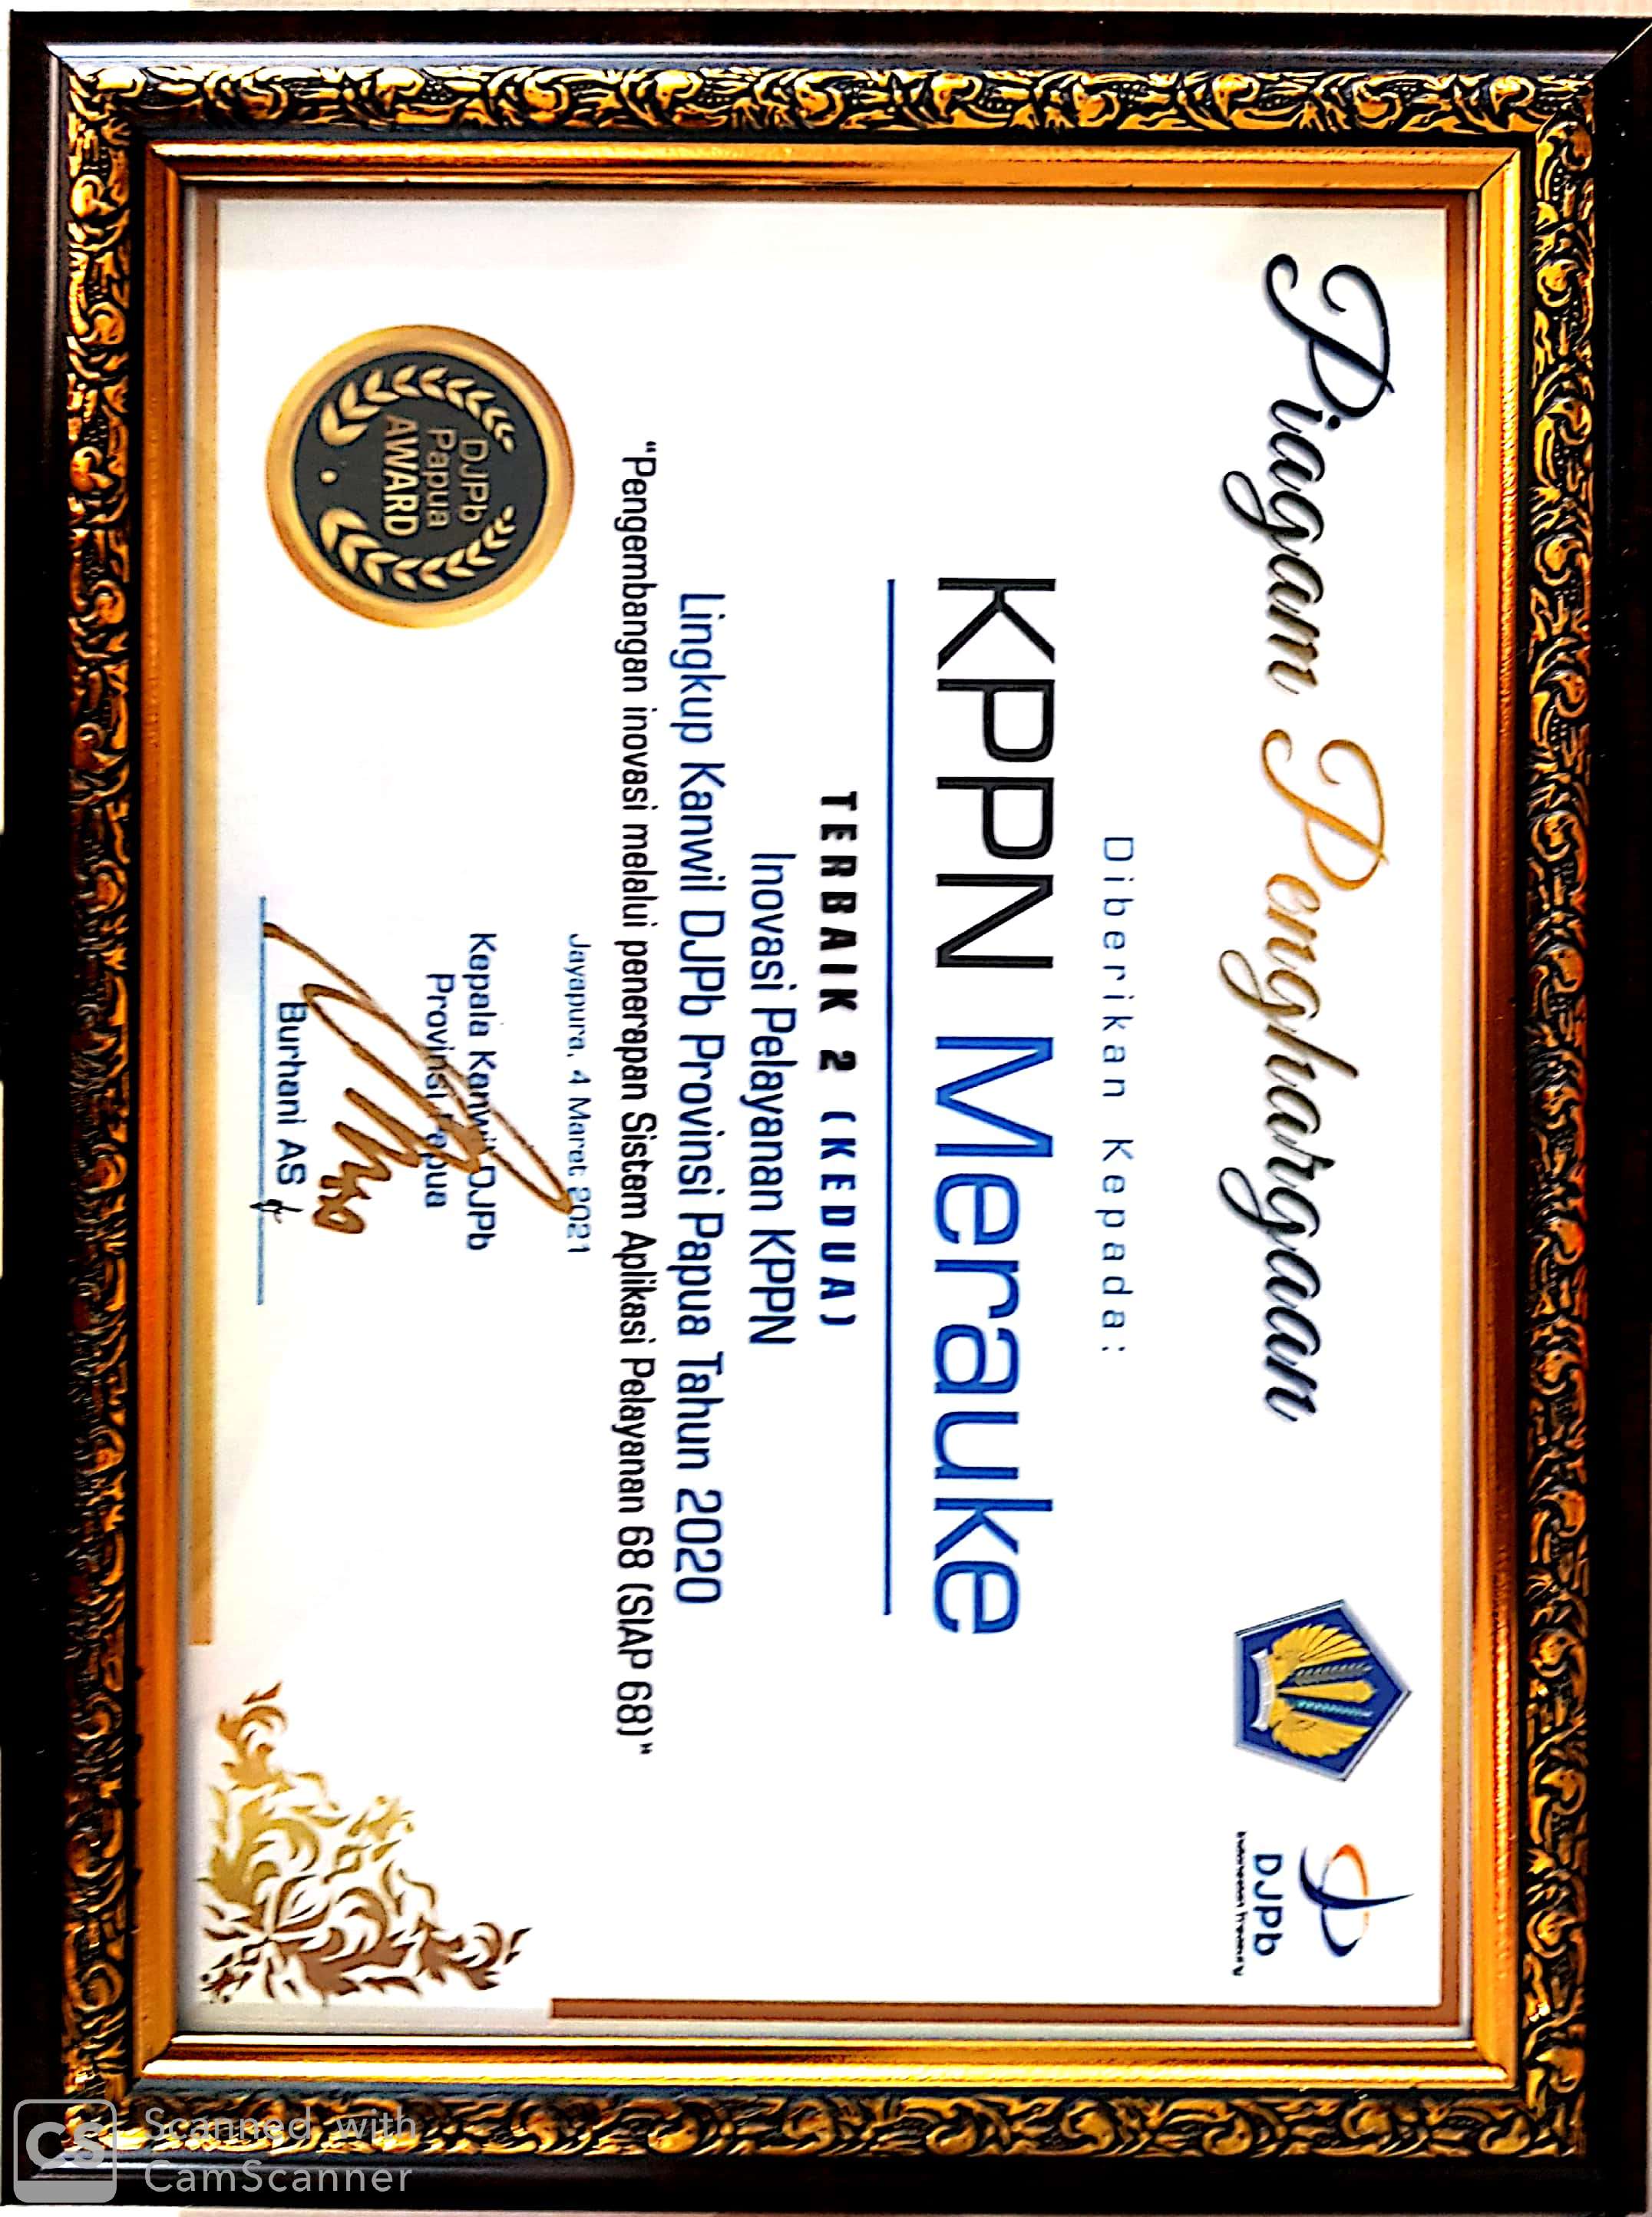 Piagam Penghargaan
DJPb
Indonesian Treasury
Diberikan Kepada:
KPPN Merauke
TERBAIK 2 (KEDUA)
Inovasi Pelayanan KPPN
Lingkup Kanwil DJPb Provinsi Papua Tahun 2020
“Pengembangan inovasi melalui penerapan Sistem Aplikasi Pelayanan 68 (SIAP 68)”
Jayapura, 4 Maret 2021
Kepala Kanwil DJPb
Provinsi Papua
Burhani AS
DJPb
Papua
AWARD
CS
Scanned with
CamScanner